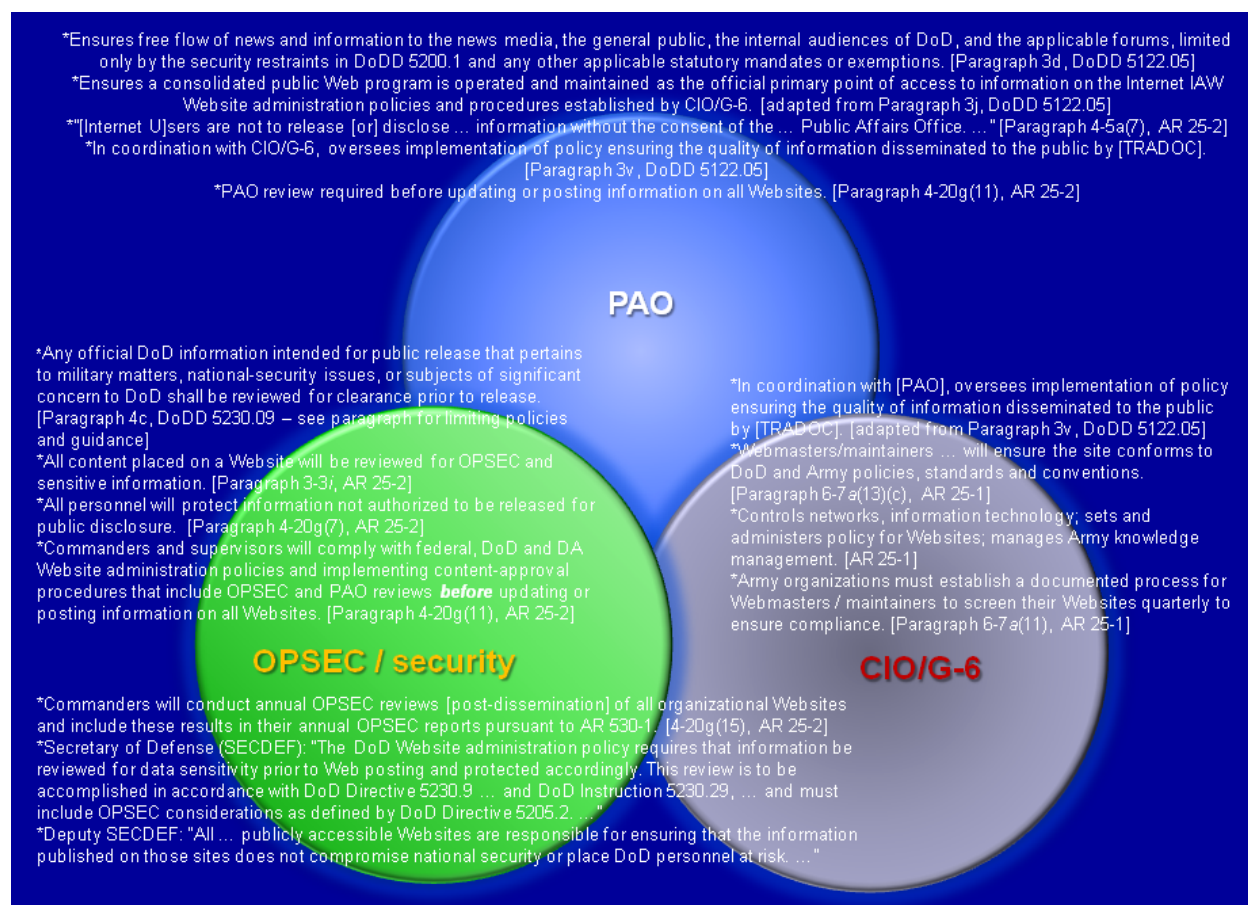 *Ensures free flow of news and information to the news media, the general public, the internal audiences of DoD, and the applicable forums, limited
only by the security restraints in DoDD 5200.1 and any other applicable statutory mandates or exemptions. [Paragraph 3d, DoDD 5122.05]
*Ensures a consolidated public Web program is operated and maintained as the official primary point of access to information on the Internet IAW
Website administration policies and procedures established by CIO/G-6. [adapted from Paragraph 3j, DoDD 5122.05]
*"[Internet U]sers are not to release [or] disclose ... information without the consent of the ... Public Affairs Office. ..." [Paragraph 4-5a(7), AR 25-2]
*In coordination with CIO/G-6, oversees implementation of policy ensuring the quality of information disseminated to the public by [TRADOC].
[Paragraph 3v, DoDD 5122.05]
*PAO review required before updating or posting information on all Websites. [Paragraph 4-20g(11), AR 25-2]
PAO
*Any official DoD information intended for public release that pertains
to military matters, national-security issues, or subjects of significant
concern to DoD shall be reviewed for clearance prior to release.
[Paragraph 4c, DoDD 5230.09 – see paragraph for limiting policies
and guidance]
*All content placed on a Website will be reviewed for OPSEC and
sensitive information. [Paragraph 3-3i, AR 25-2]
*All personnel will protect information not authorized to be released for
public disclosure. [Paragraph 4-20g(7), AR 25-2]
*Commanders and supervisors will comply with federal, DoD and DA
Website administration policies and implementing content-approval
procedures that include OPSEC and PAO reviews before updating or
posting information on all Websites. [Paragraph 4-20g(11), AR 25-2]
OPSEC / security
*Commanders will conduct annual OPSEC reviews [post-dissemination] of all organizational Websites
and include these results in their annual OPSEC reports pursuant to AR 530-1. [4-20g(15), AR 25-2]
*Secretary of Defense (SECDEF): "The DoD Website administration policy requires that information be
reviewed for data sensitivity prior to Web posting and protected accordingly. This review is to be
accomplished in accordance with DoD Directive 5230.9 ... and DoD Instruction 5230.29, ... and must
include OPSEC considerations as defined by DoD Directive 5205.2. ..."
*Deputy SECDEF: "All ... publicly accessible Websites are responsible for ensuring that the information
published on those sites does not compromise national security or place DoD personnel at risk. ..."
*In coordination with [PAO], oversees implementation of policy
ensuring the quality of information disseminated to the public
by [TRADOC]. [adapted from Paragraph 3v, DoDD 5122.05]
*Webmasters/maintainers ... will ensure the site conforms to
DoD and Army policies, standards and conventions.
[Paragraph 6-7a(13)(c), AR 25-1]
*Controls networks, information technology; sets and
administers policy for Websites; manages Army knowledge
management. [AR 25-1]
*Army organizations must establish a documented process for
Webmasters / maintainers to screen their Websites quarterly to
ensure compliance. [Paragraph 6-7a(11), AR 25-1]
CIO/G-6